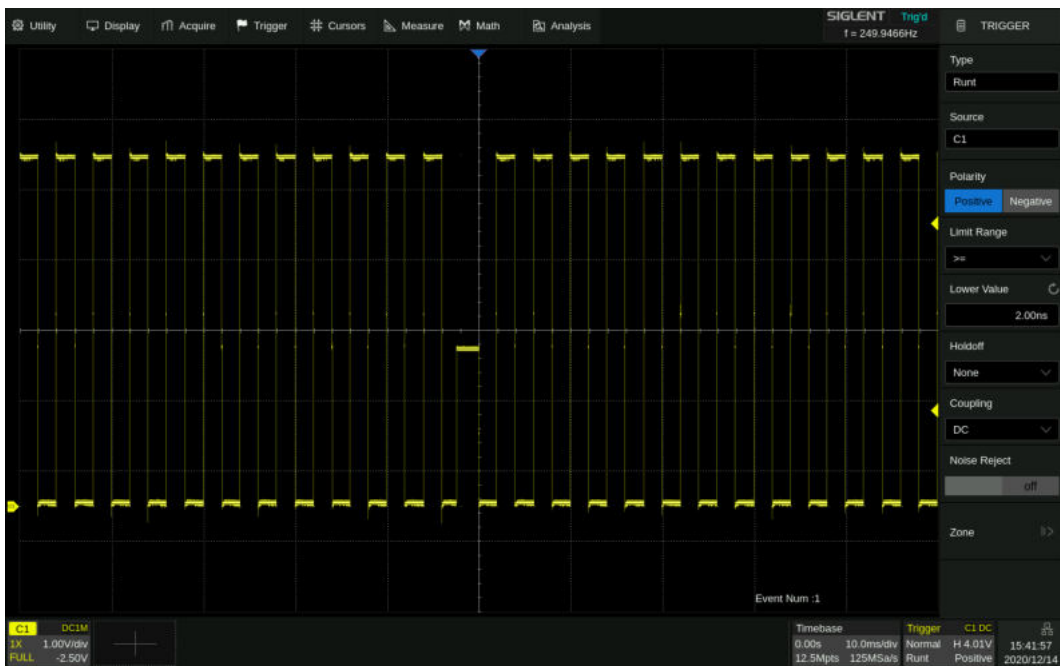 Utility Display Acquire Trigger Cursors Measure Math Analysis
SIGLENT Trig'd
f = 249.9466Hz
TRIGGER
Type
Runt
Source
C1
Polarity
Positive Negative
Limit Range
>=
Lower Value
2.00ns
Holdoff
None
Coupling
DC
Noise Reject
off
Zone
Event Num :1
C1 DC1M
1X 1.00V/div
FULL -2.50V
Timebase
0.00s 10.0ms/div
12.5Mpts 125MSa/s
Trigger C1 DC
Normal H 4.01V
Runt Positive
15:41:57
2020/12/14